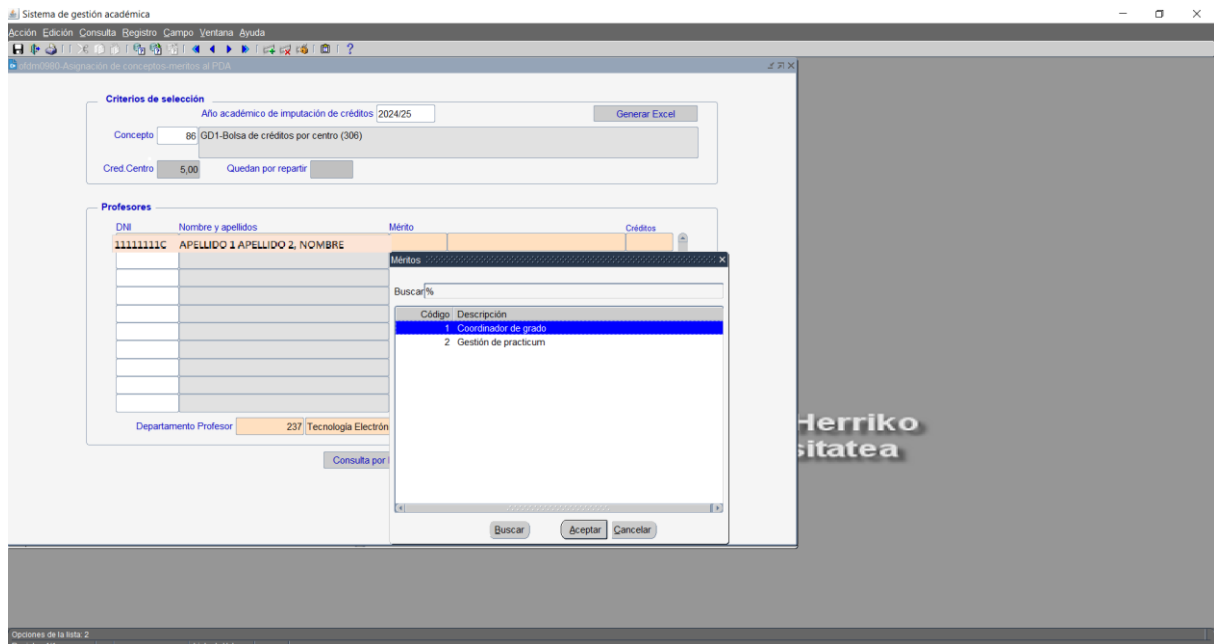 Sistema de gestión académica
Acción Edición Consulta Registro Campo Ventana Ayuda
ofdm0980-Asignación de conceptos-meritos al PDA
Criterios de selección
Año académico de imputación de créditos 2024/25 Generar Excel
Concepto 86 GD1-Bolsa de créditos por centro (306)
Cred.Centro 5,00 Quedan por repartir
Profesores
DNI Nombre y apellidos Mérito Créditos
11111111C APELLIDO 1 APELLIDO 2, NOMBRE
Méritos
Buscar %
Código Descripción
1 Coordinador de grado
2 Gestión de practicum
Departamento Profesor 237 Tecnología Electrón
Consulta por
Buscar Aceptar Cancelar
Herriko
sitatea
Opciones de la lista: 2